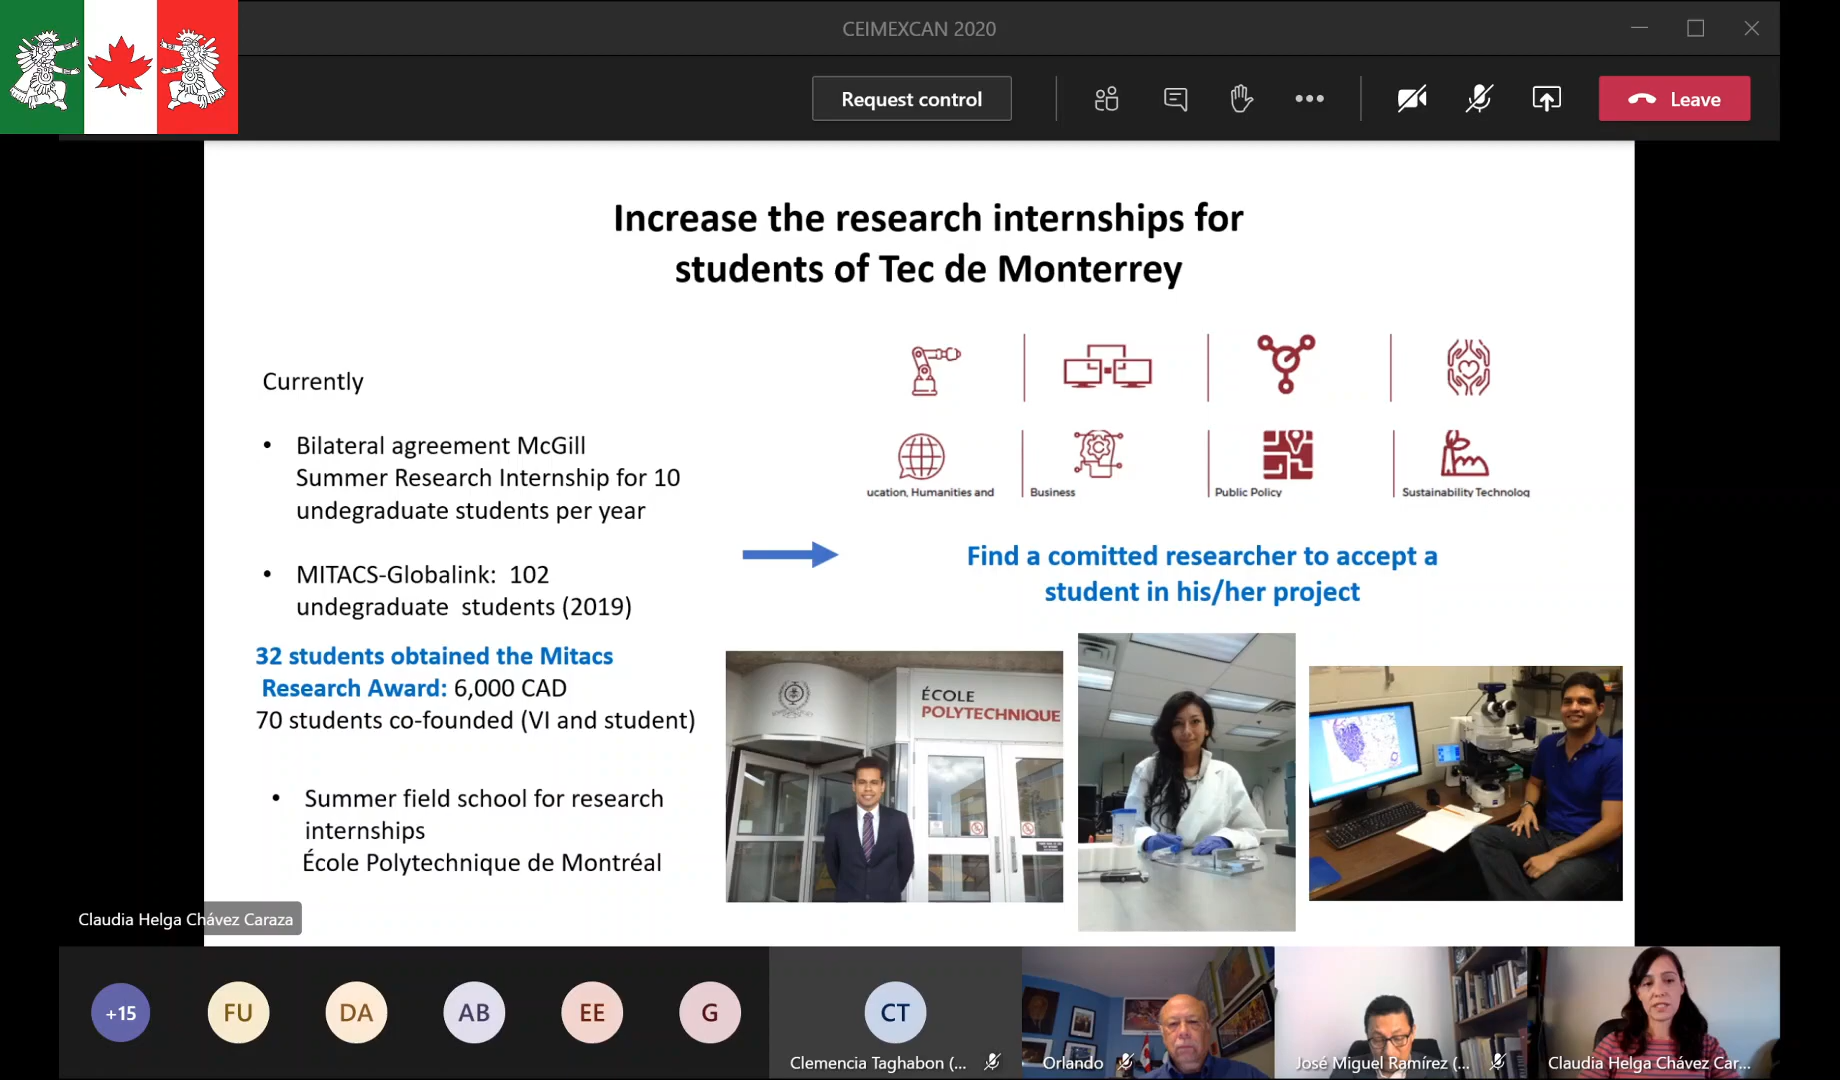 CEIMEXCAN 2020
Request control
Leave
Increase the research internships for
students of Tec de Monterrey
Currently
• Bilateral agreement McGill
Summer Research Internship for 10
undegraduate students per year
• MITACS-Globalink: 102
undegraduate students (2019)
32 students obtained the Mitacs
Research Award: 6,000 CAD
70 students co-founded (VI and student)
• Summer field school for research
internships
École Polytechnique de Montréal
ucation, Humanities and
Business
Public Policy
Sustainability Technolog
Find a comitted researcher to accept a
student in his/her project
ÉCOLE
POLYTECHNIQUE
Claudia Helga Chávez Caraza
+15
FU
DA
AB
EE
G
CT
Clemencia Taghabon (...
Orlando
José Miguel Ramírez (...
Claudia Helga Chávez Car...